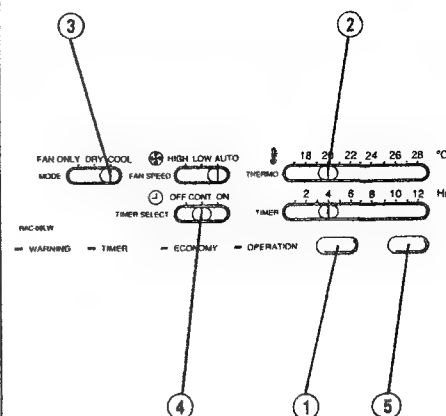 3 2
FAN ONLY DRY COOL HIGH LOW AUTO 18 20 22 24 26 28 °C
MODE FAN SPEED THERMO
OFF CONT ON 2 4 6 8 10 12
TIMER SELECT TIMER
RAC-08LW
WARNING TIMER ECONOMY OPERATION
4 1 5